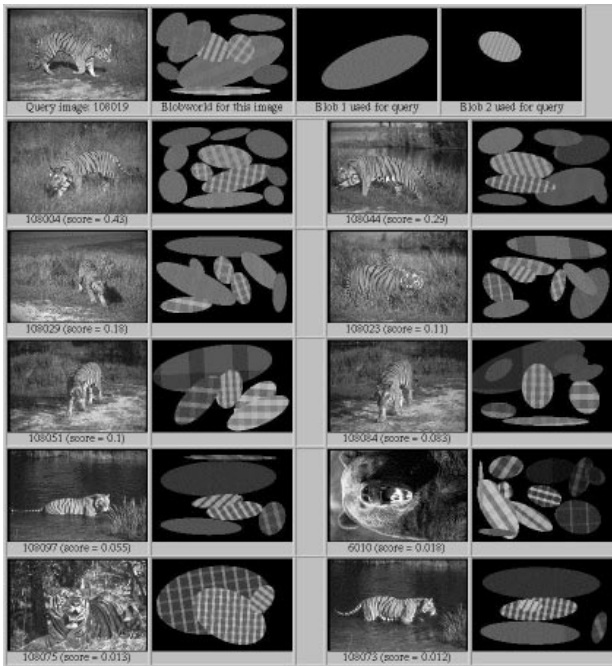 Query image: 108019
Blobworld for this image
Blob 1 used for query
Blob 2 used for query
108004 (score = 0.43)
108044 (score = 0.29)
108029 (score = 0.18)
108023 (score = 0.11)
108051 (score = 0.1)
108084 (score = 0.083)
108097 (score = 0.055)
6010 (score = 0.018)
108075 (score = 0.013)
108073 (score = 0.012)